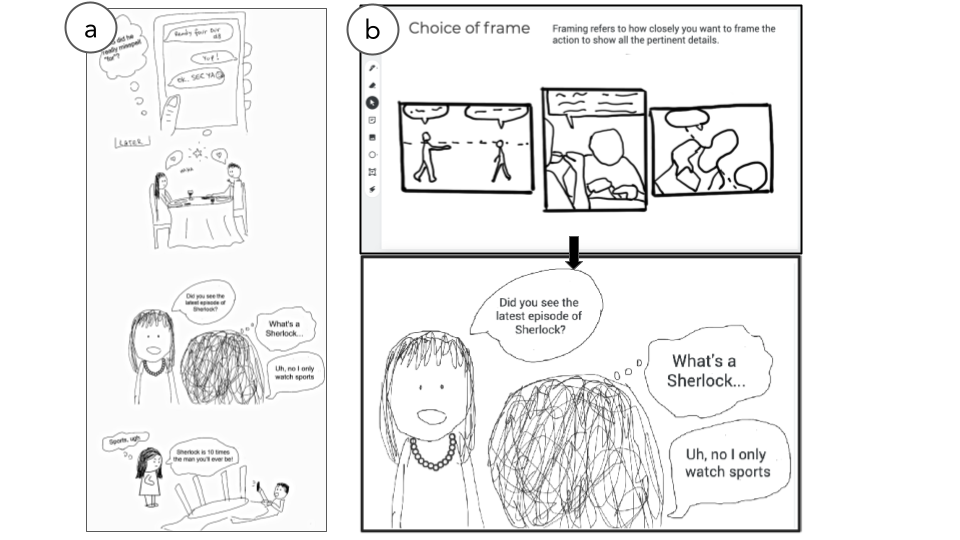 a
did he
really misspell
"for"?
Ready for dir
Yup!
OK. SEE YA
LATER
Did you see the
latest episode of
Sherlock?
What's a
Sherlock...
Uh, no I only
watch sports
Sports, ugh
Sherlock is 10 times
the man you'll ever be!
b
Choice of frame
Framing refers to how closely you want to frame the
action to show all the pertinent details.
Did you see the
latest episode of
Sherlock?
What's a
Sherlock...
Uh, no I only
watch sports